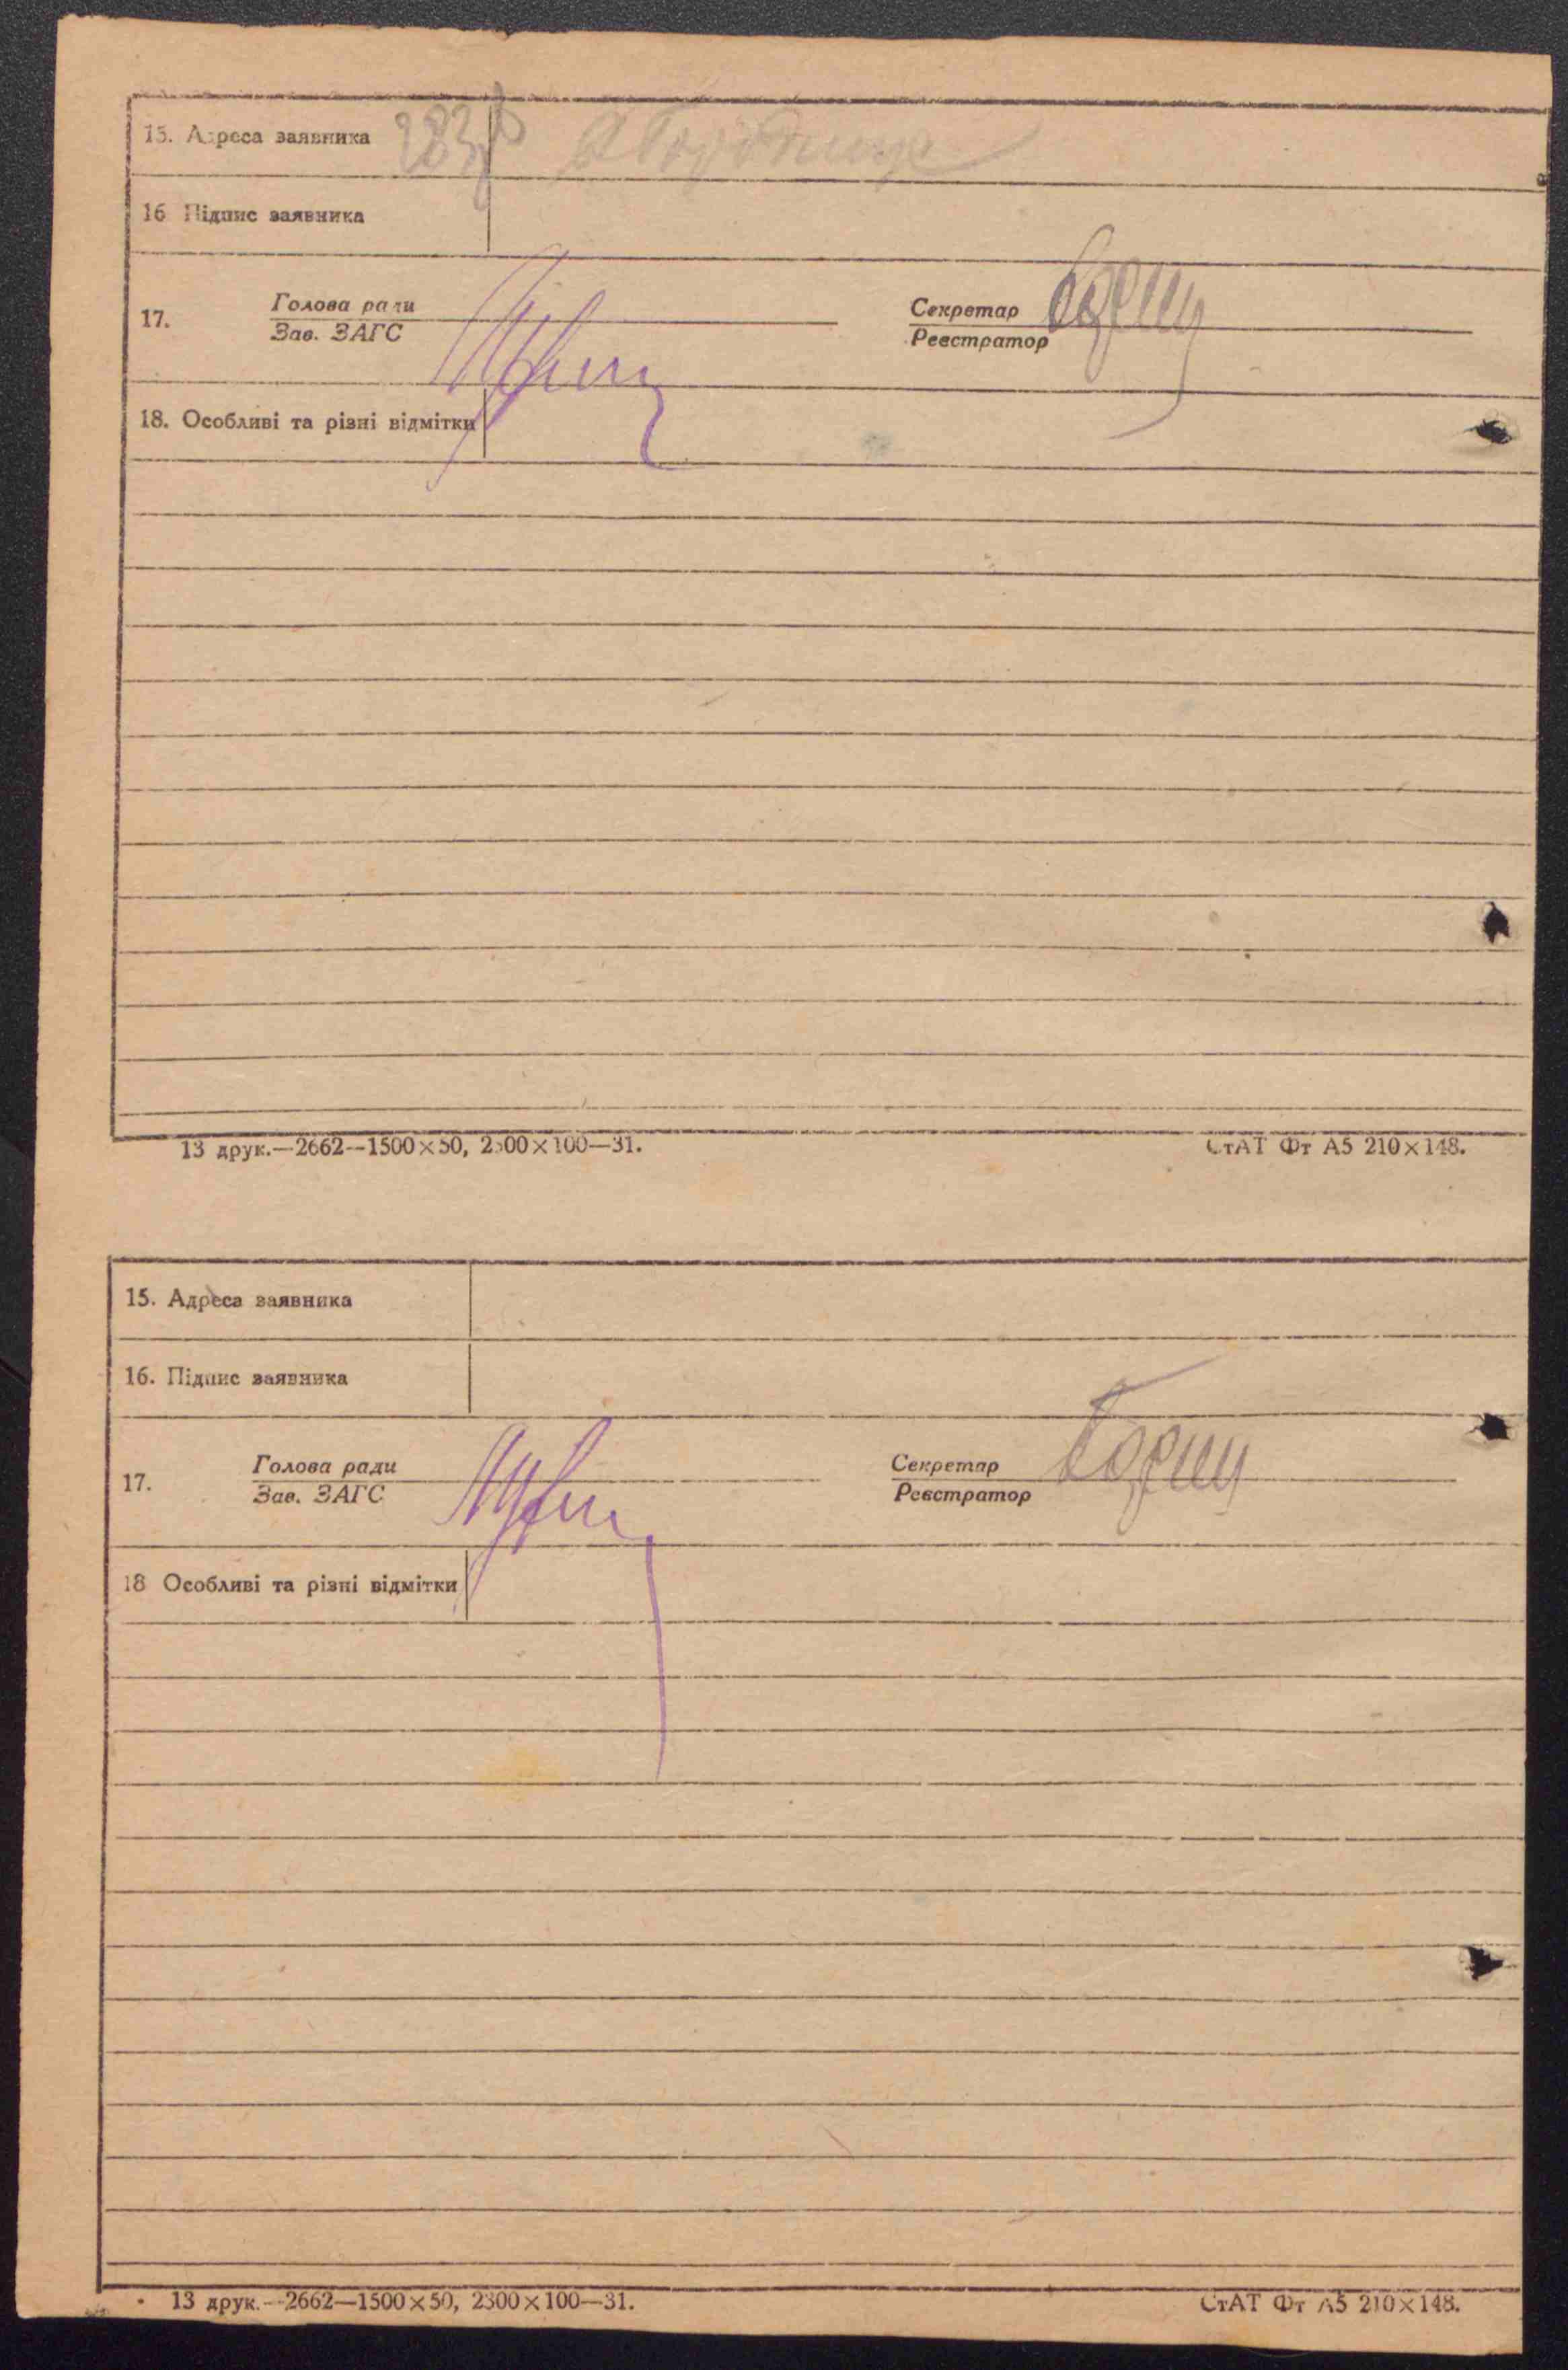 15. Адреса заявника
16 Підпис заявника
17. Голова ради Секретар
Зав. ЗАГС Реєстратор
18. Особливі та різні відмітки
13 друк.—2662--1500×50, 2300×100—31. СтАТ Фт А5 210×148.
15. Адреса заявника
16. Підпис заявника
17. Голова ради Секретар
Зав. ЗАГС Реєстратор
18 Особливі та різні відмітки
13 друк.--2662—1500×50, 2300×100—31. СтАТ Фт А5 210×148.